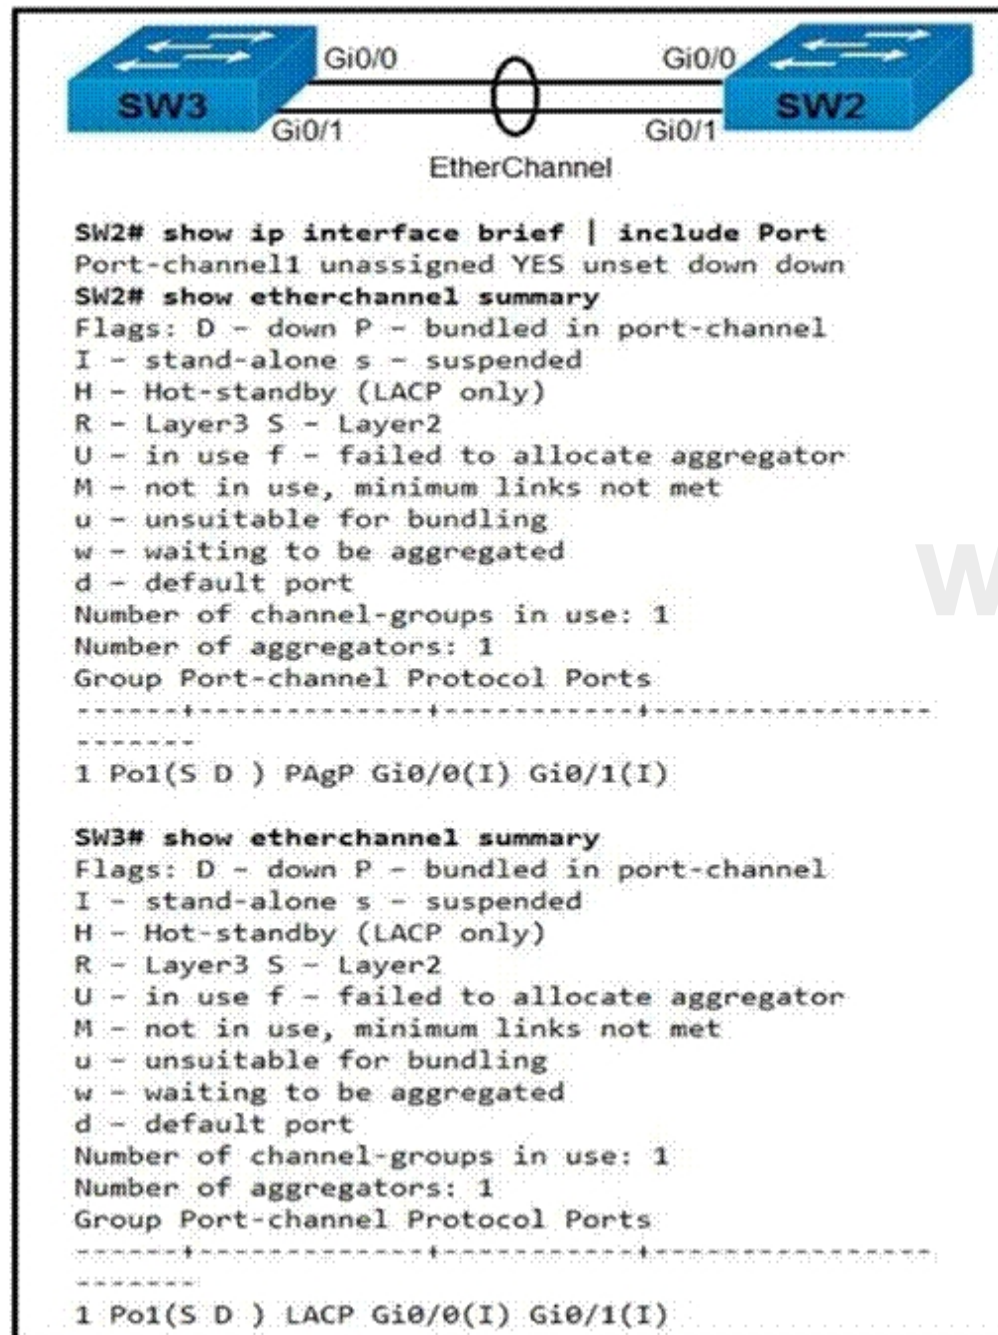 Gi0/0 Gi0/0
SW3 SW2
Gi0/1 Gi0/1
EtherChannel
SW2# show ip interface brief | include Port
Port-channel1 unassigned YES unset down down
SW2# show etherchannel summary
Flags: D – down P – bundled in port-channel
I – stand-alone s – suspended
H – Hot-standby (LACP only)
R – Layer3 S – Layer2
U – in use f – failed to allocate aggregator
M – not in use, minimum links not met
u – unsuitable for bundling
w – waiting to be aggregated
d – default port
Number of channel-groups in use: 1
Number of aggregators: 1
Group Port-channel Protocol Ports
------+-------------+-----------+----------------
-------
1 Po1(S D ) PAgP Gi0/0(I) Gi0/1(I)
SW3# show etherchannel summary
Flags: D – down P – bundled in port-channel
I – stand-alone s – suspended
H – Hot-standby (LACP only)
R – Layer3 S – Layer2
U – in use f – failed to allocate aggregator
M – not in use, minimum links not met
u – unsuitable for bundling
w – waiting to be aggregated
d – default port
Number of channel-groups in use: 1
Number of aggregators: 1
Group Port-channel Protocol Ports
------+-------------+-----------+----------------
-------
1 Po1(S D ) LACP Gi0/0(I) Gi0/1(I)